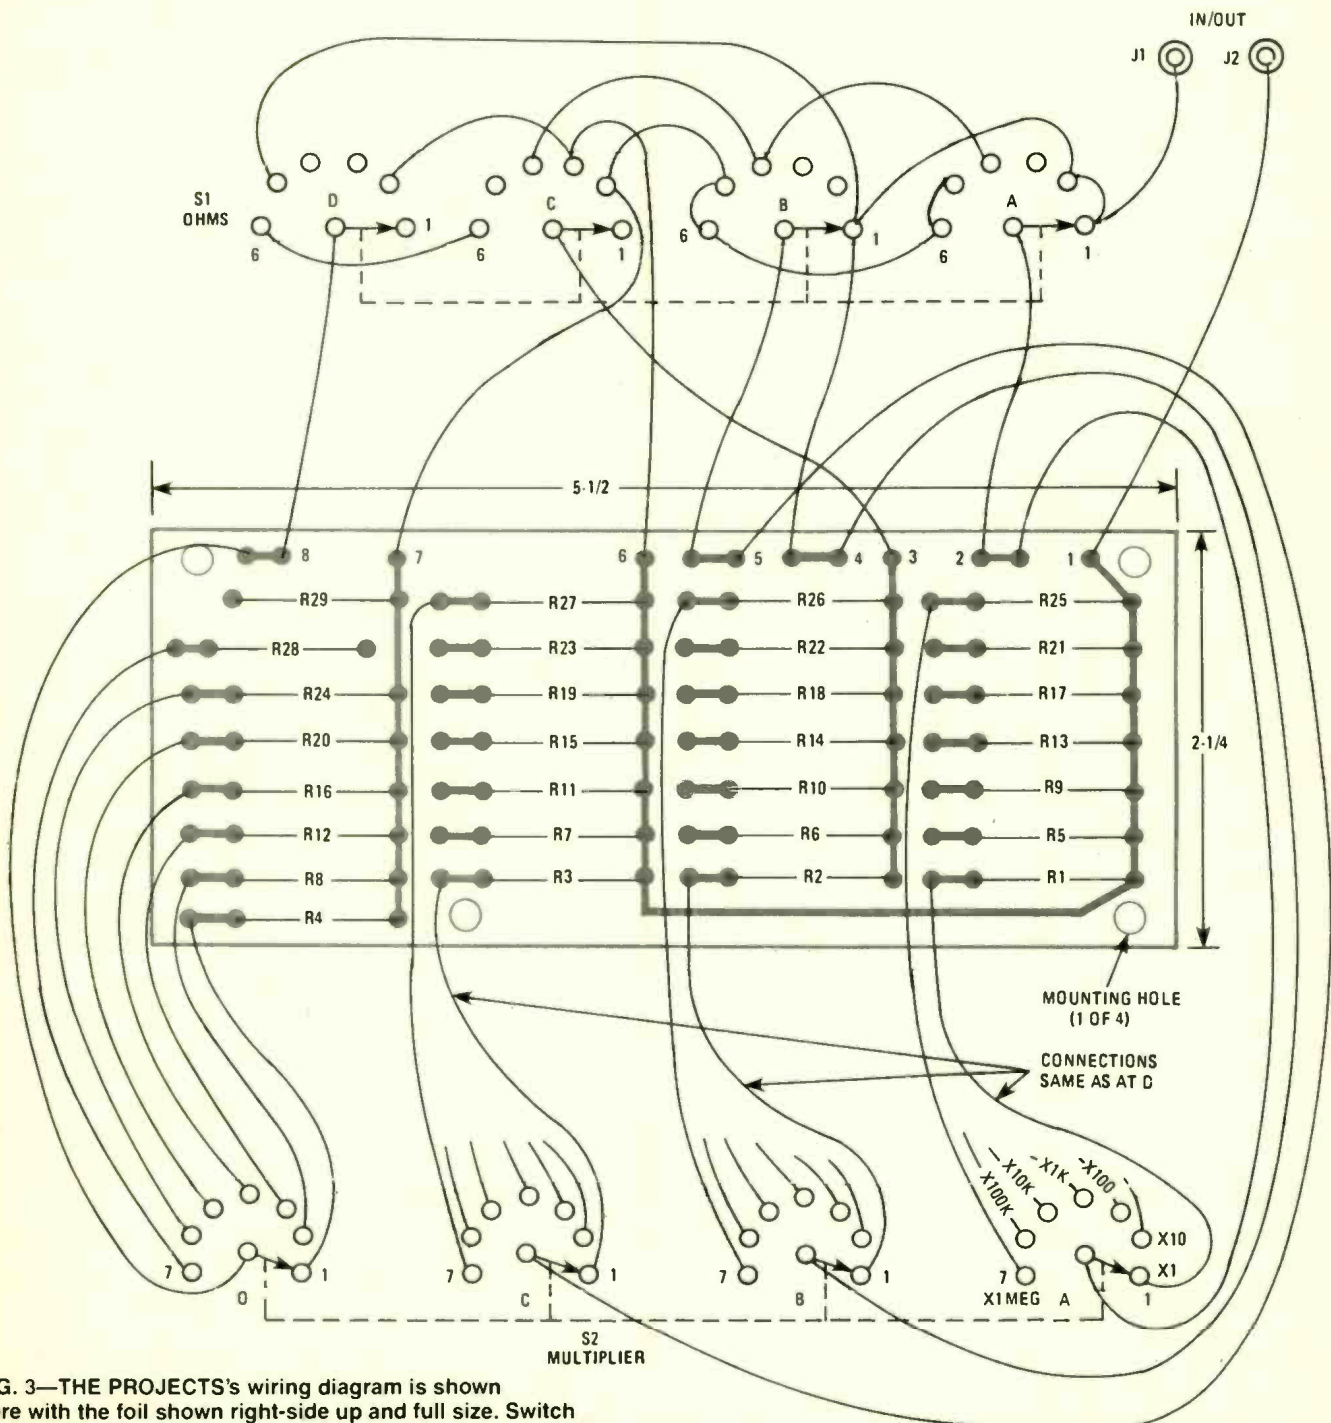 IN/OUT
J1
J2
S1
OHMS
D
C
B
A
6
1
6
1
6
1
6
1
5-1/2
8
7
6
5
4
3
2
1
R29
R27
R26
R25
R28
R23
R22
R21
R24
R19
R18
R17
R20
R15
R14
R13
2-1/4
R16
R11
R10
R9
R12
R7
R6
R5
R8
R3
R2
R1
R4
MOUNTING HOLE
(1 OF 4)
CONNECTIONS
SAME AS AT D
X100K
X10K
X1K
X100
X10
X1
7
1
7
1
7
1
7
1
X1MEG
O
C
B
A
S2
MULTIPLIER
G. 3—THE PROJECTS's wiring diagram is shown
re with the foil shown right-side up and full size. Switch